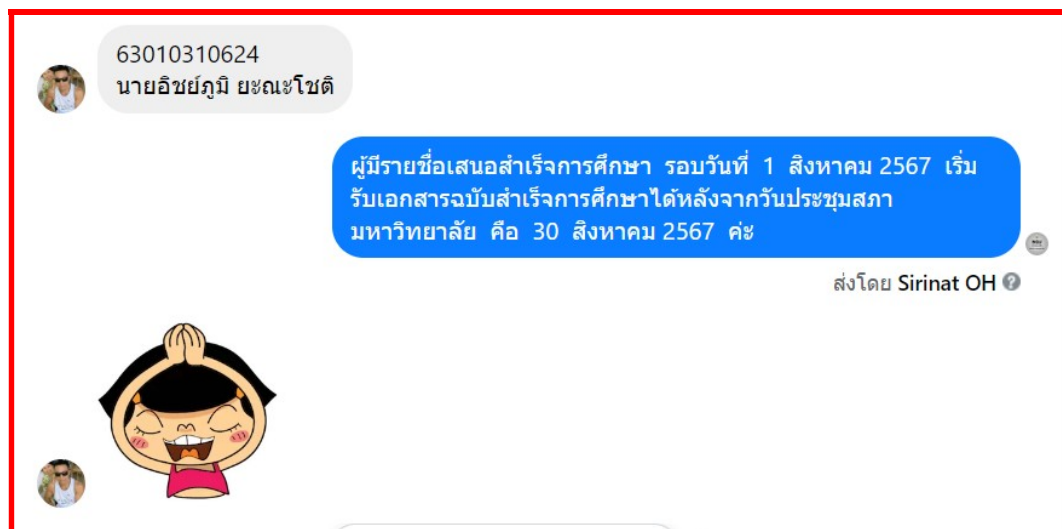 63010310624
นายอิชย์ภูมิ ยะณะโชติ
ผู้มีรายชื่อเสนอสำเร็จการศึกษา รอบวันที่ 1 สิงหาคม 2567 เริ่ม
รับเอกสารฉบับสำเร็จการศึกษาได้หลังจากวันประชุมสภา
มหาวิทยาลัย คือ 30 สิงหาคม 2567 ค่ะ
ส่งโดย Sirinat OH